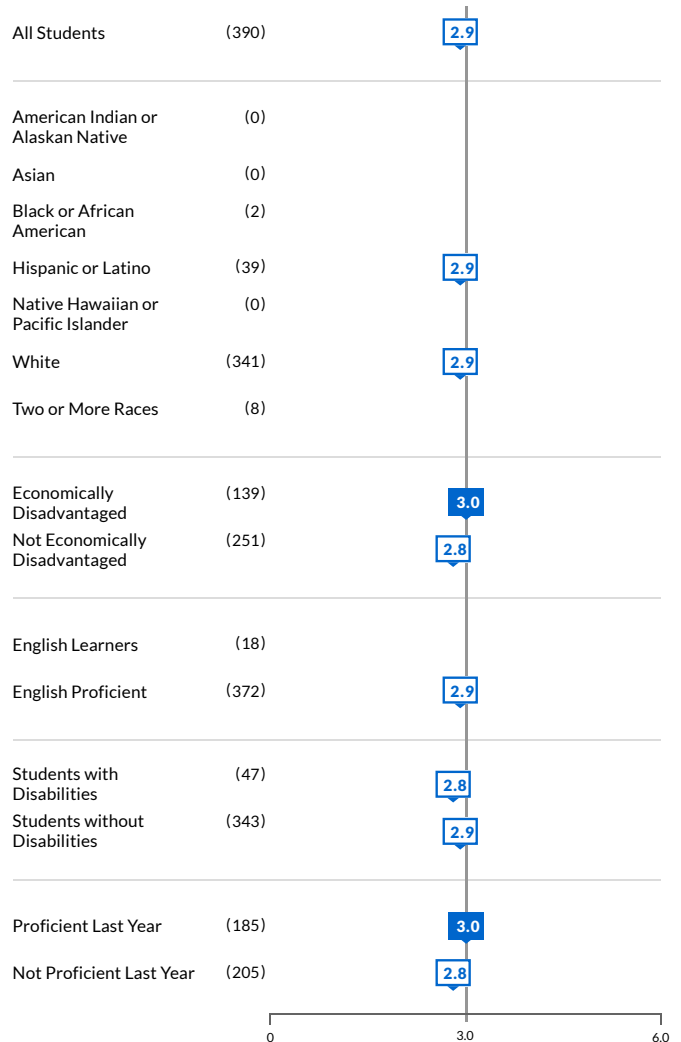 All Students (390) 2.9
American Indian or (0)
Alaskan Native
Asian (0)
Black or African (2)
American
Hispanic or Latino (39) 2.9
Native Hawaiian or (0)
Pacific Islander
White (341) 2.9
Two or More Races (8)
Economically (139) 3.0
Disadvantaged
Not Economically (251) 2.8
Disadvantaged
English Learners (18)
English Proficient (372) 2.9
Students with (47) 2.8
Disabilities
Students without (343) 2.9
Disabilities
Proficient Last Year (185) 3.0
Not Proficient Last Year (205) 2.8
0 3.0 6.0